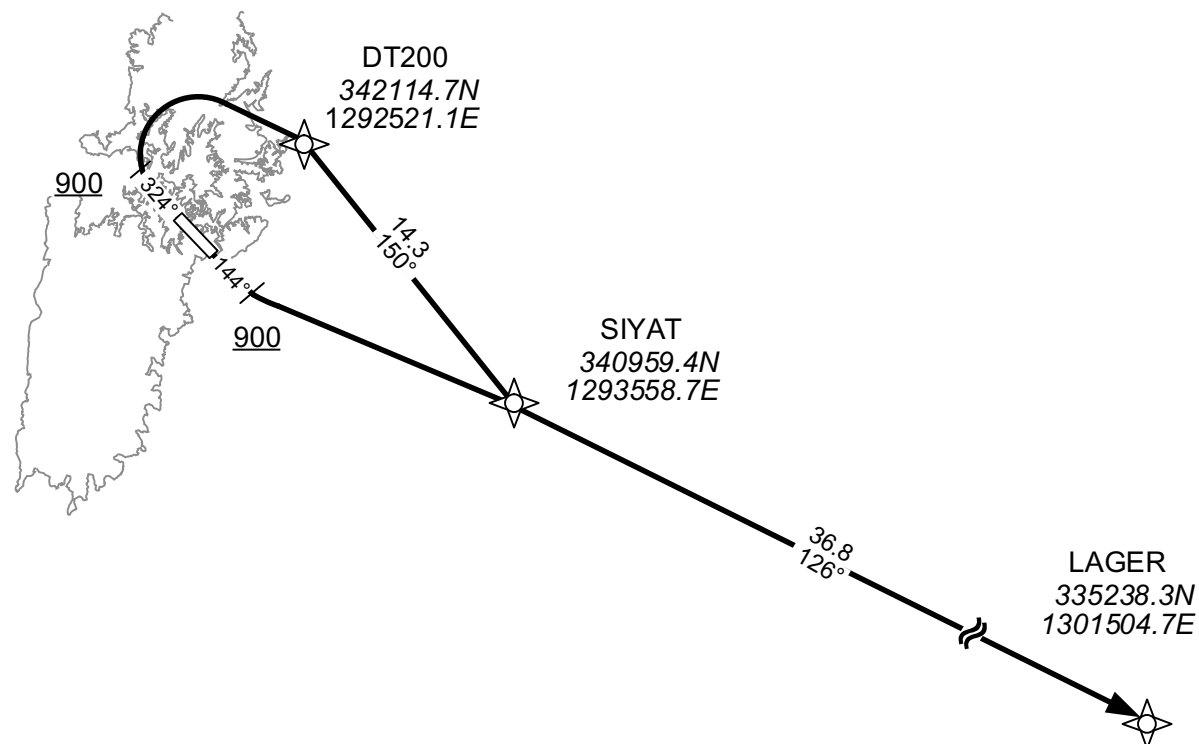 DT200
342114.7N
1292521.1E
900
324°
14.3
150°
144°
900
SIYAT
340959.4N
1293558.7E
36.8
126°
LAGER
335238.3N
1301504.7E